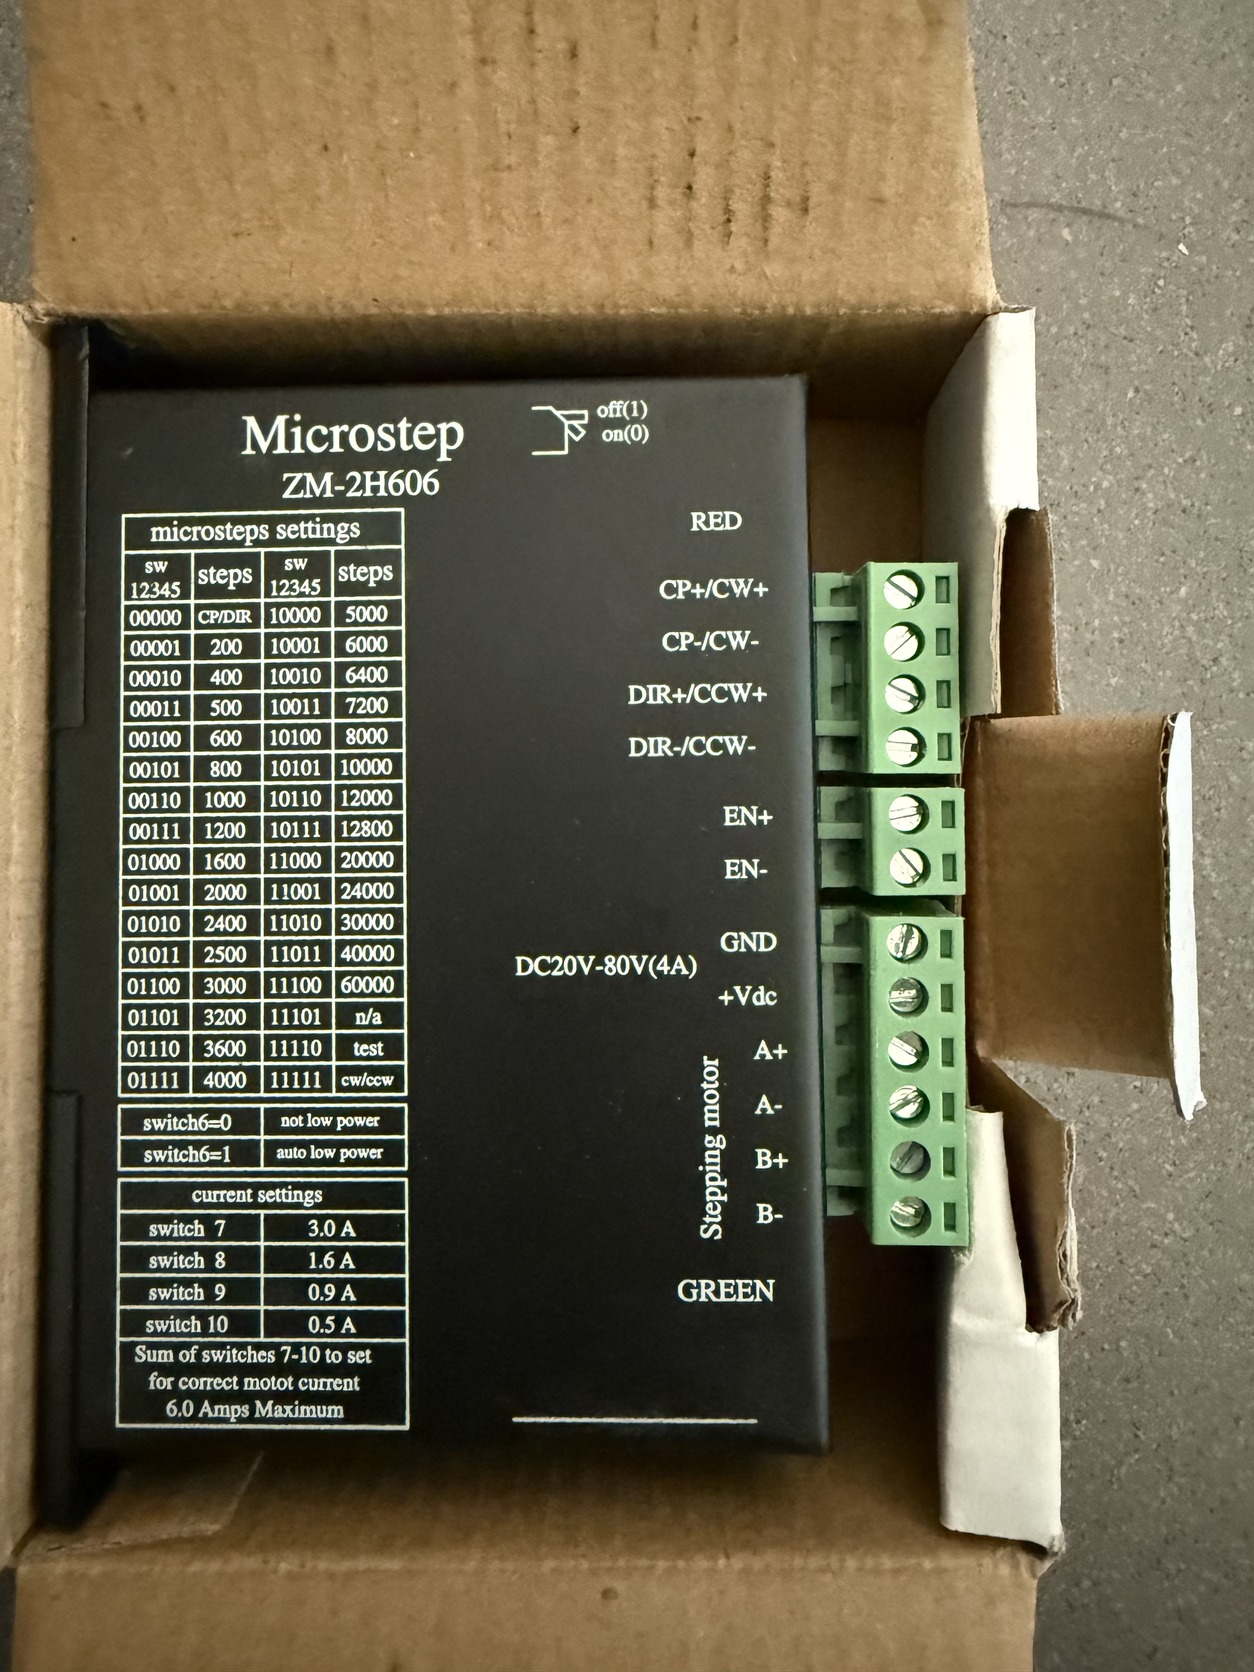 Microstep
ZM-2H606
off(1)
on(0)
microsteps settings
sw 12345 steps sw 12345 steps
00000 CP/DIR 10000 5000
00001 200 10001 6000
00010 400 10010 6400
00011 500 10011 7200
00100 600 10100 8000
00101 800 10101 10000
00110 1000 10110 12000
00111 1200 10111 12800
01000 1600 11000 20000
01001 2000 11001 24000
01010 2400 11010 30000
01011 2500 11011 40000
01100 3000 11100 60000
01101 3200 11101 n/a
01110 3600 11110 test
01111 4000 11111 cw/ccw
switch6=0 not low power
switch6=1 auto low power
current settings
switch 7 3.0 A
switch 8 1.6 A
switch 9 0.9 A
switch 10 0.5 A
Sum of switches 7-10 to set
for correct motot current
6.0 Amps Maximum
RED
CP+/CW+
CP-/CW-
DIR+/CCW+
DIR-/CCW-
EN+
EN-
GND
DC20V-80V(4A)
+Vdc
Stepping motor
A+
A-
B+
B-
GREEN